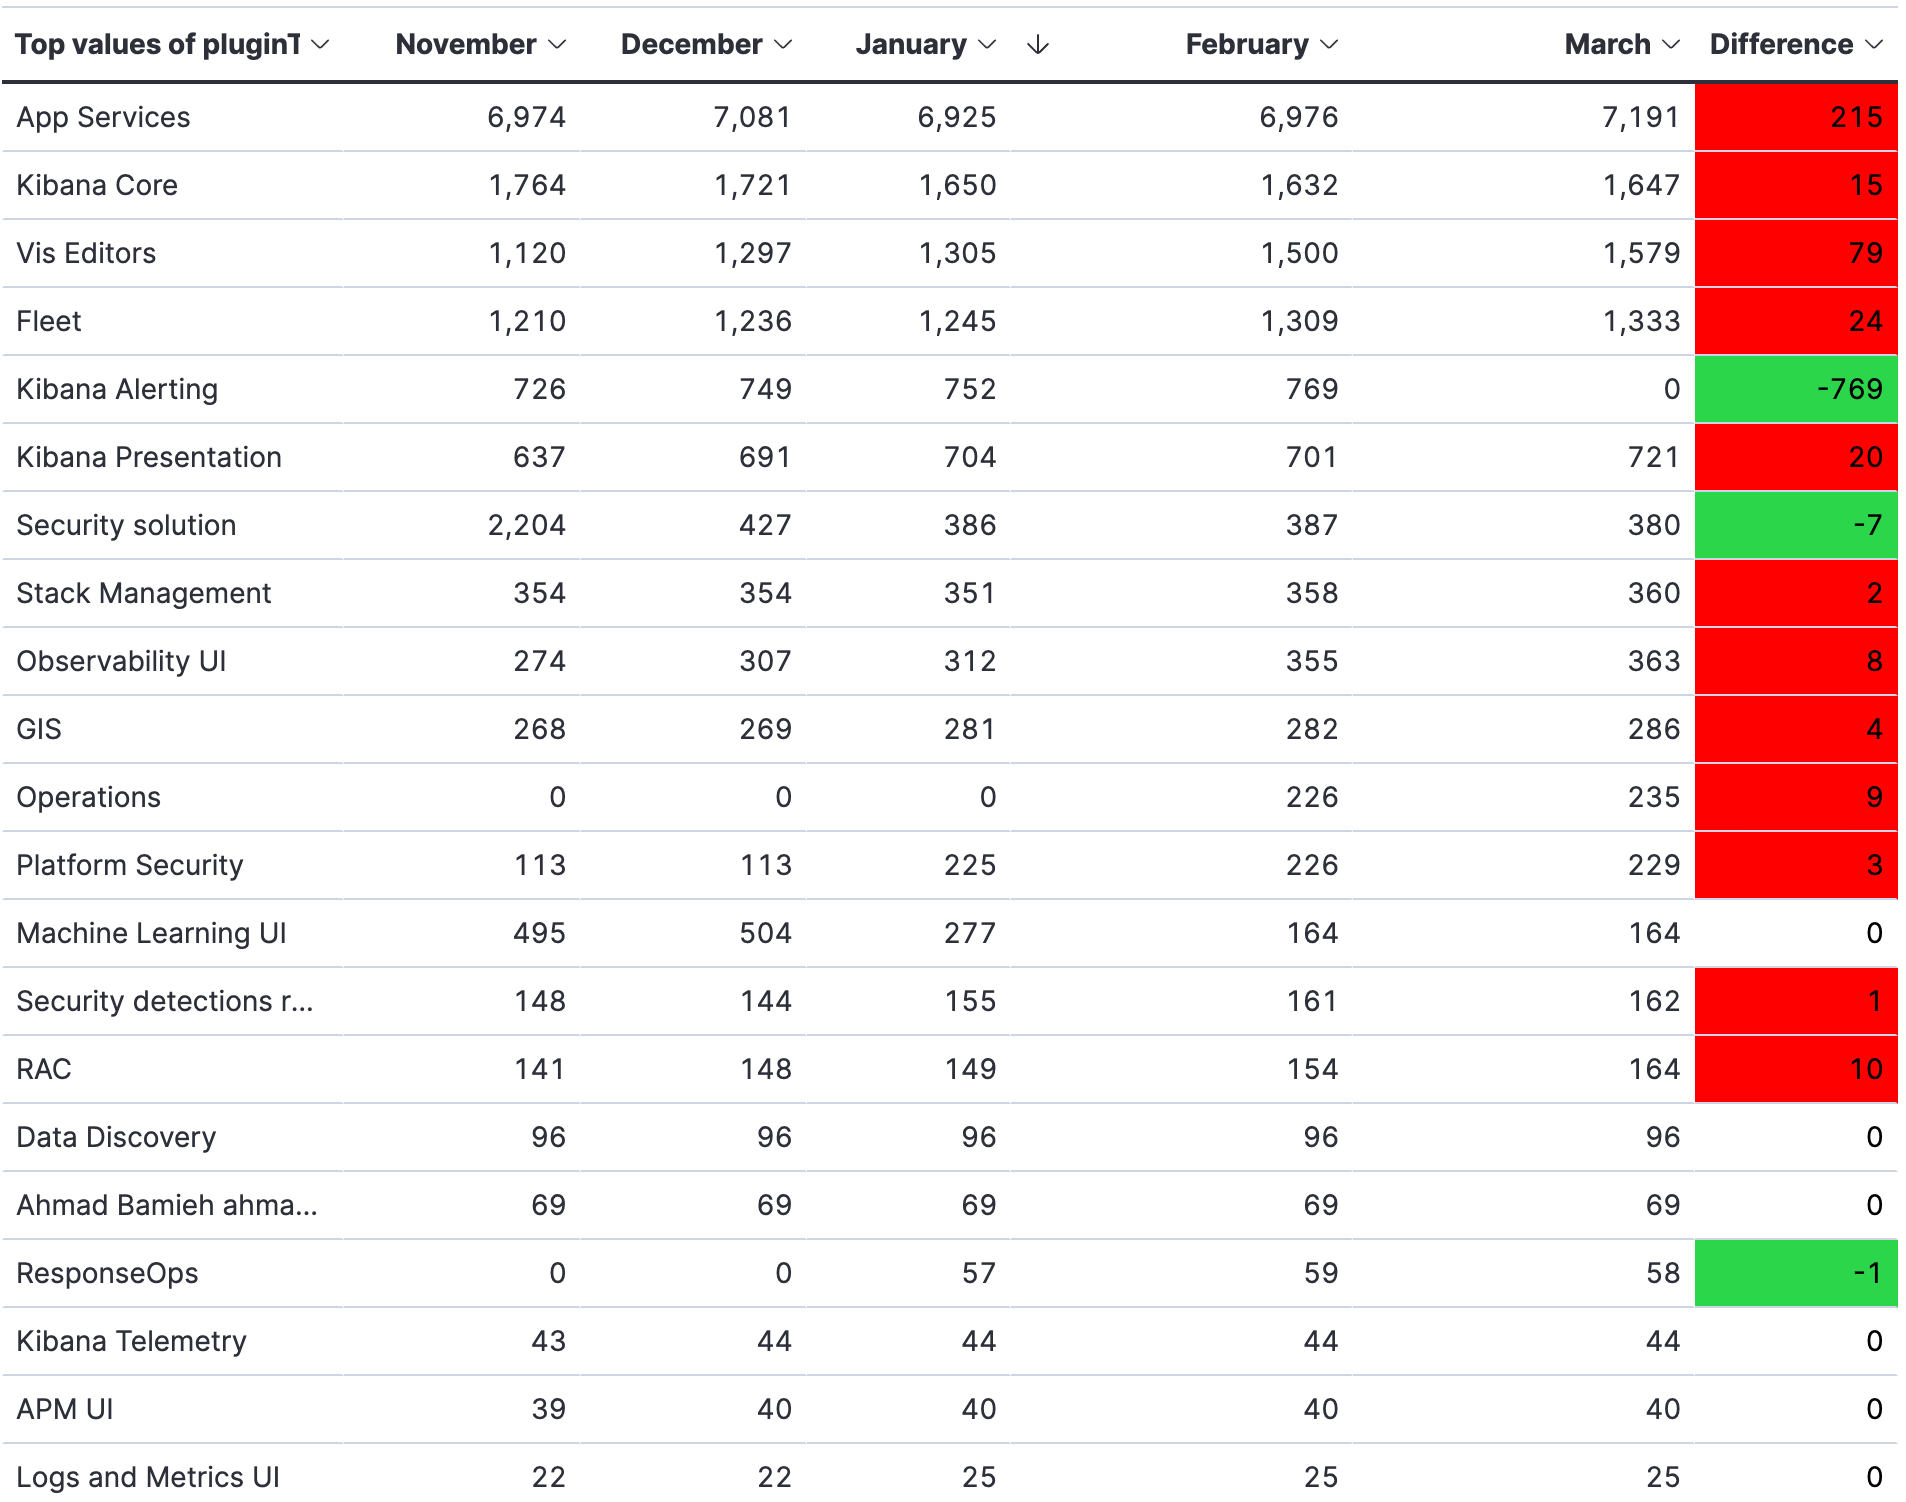 Top values of pluginT November December January February March Difference
App Services 6,974 7,081 6,925 6,976 7,191 215
Kibana Core 1,764 1,721 1,650 1,632 1,647 15
Vis Editors 1,120 1,297 1,305 1,500 1,579 79
Fleet 1,210 1,236 1,245 1,309 1,333 24
Kibana Alerting 726 749 752 769 0 -769
Kibana Presentation 637 691 704 701 721 20
Security solution 2,204 427 386 387 380 -7
Stack Management 354 354 351 358 360 2
Observability UI 274 307 312 355 363 8
GIS 268 269 281 282 286 4
Operations 0 0 0 226 235 9
Platform Security 113 113 225 226 229 3
Machine Learning UI 495 504 277 164 164 0
Security detections r... 148 144 155 161 162 1
RAC 141 148 149 154 164 10
Data Discovery 96 96 96 96 96 0
Ahmad Bamieh ahma... 69 69 69 69 69 0
ResponseOps 0 0 57 59 58 -1
Kibana Telemetry 43 44 44 44 44 0
APM UI 39 40 40 40 40 0
Logs and Metrics UI 22 22 25 25 25 0